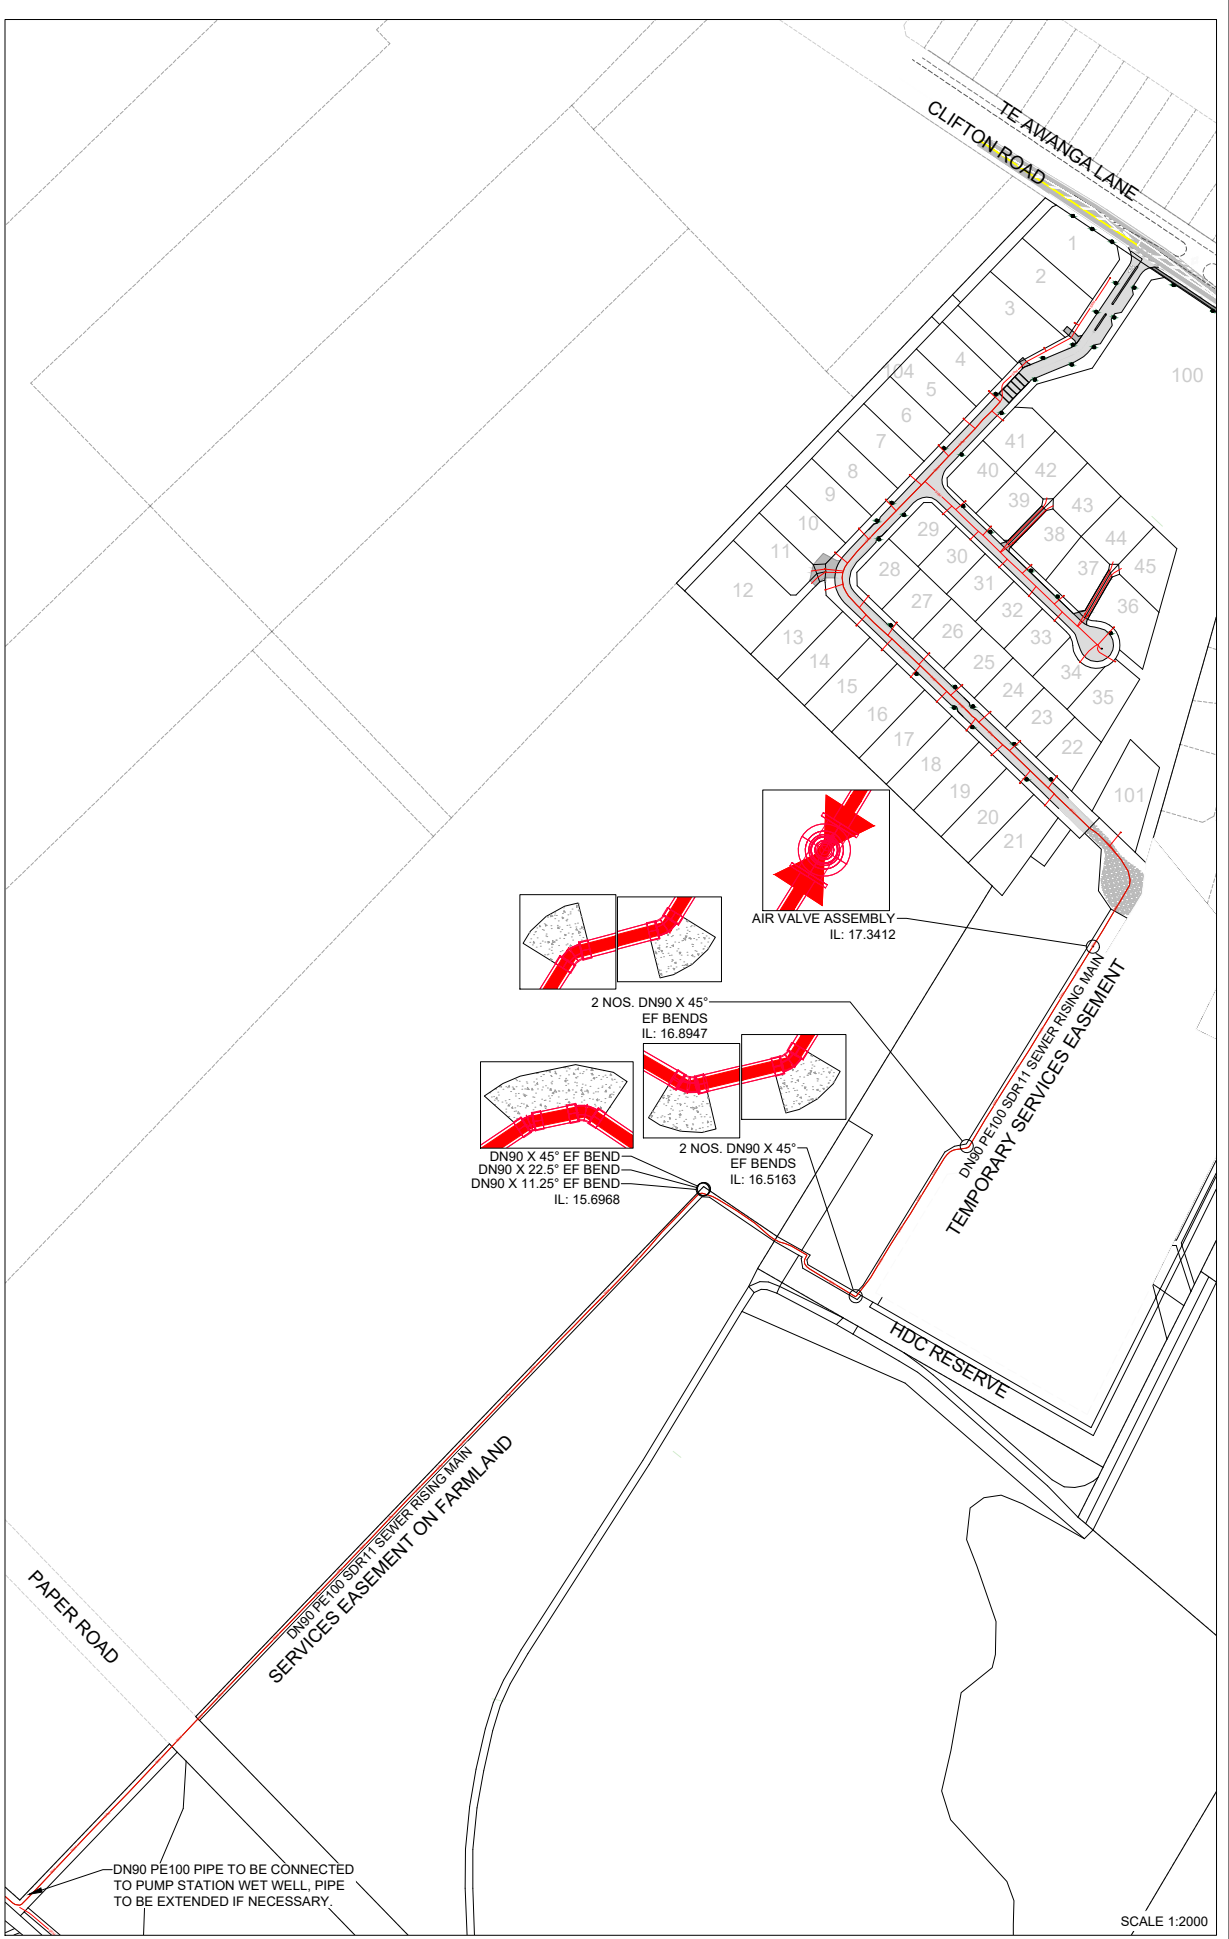 TE AWANGA LANE
CLIFTON ROAD
1
2
3
4
104
5
6
7
8
9
10
11
12
100
41
40
42
39
43
38
44
37
45
36
29
30
28
31
27
32
26
33
25
34
24
35
23
22
13
14
15
16
17
18
19
20
21
101
AIR VALVE ASSEMBLY
IL: 17.3412
2 NOS. DN90 X 45°
EF BENDS
IL: 16.8947
DN90 PE100 SDR11 SEWER RISING MAIN
TEMPORARY SERVICES EASEMENT
2 NOS. DN90 X 45°
EF BENDS
IL: 16.5163
DN90 X 45° EF BEND
DN90 X 22.5° EF BEND
DN90 X 11.25° EF BEND
IL: 15.6968
HDC RESERVE
DN90 PE100 SDR11 SEWER RISING MAIN
SERVICES EASEMENT ON FARMLAND
PAPER ROAD
DN90 PE100 PIPE TO BE CONNECTED
TO PUMP STATION WET WELL, PIPE
TO BE EXTENDED IF NECESSARY.
SCALE 1:2000